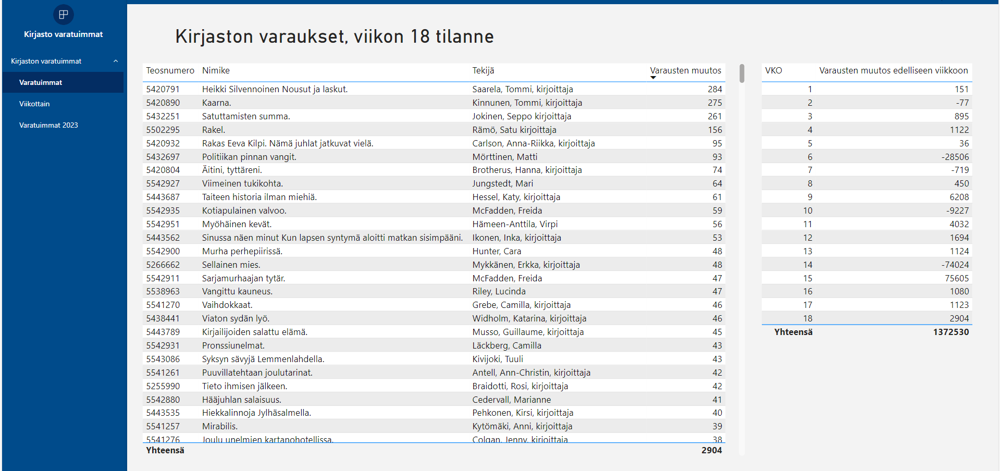 Kirjasto varatuimmat
Kirjaston varatuimmat
Varatuimmat
Viikottain
Varatuimmat 2023
Kirjaston varaukset, viikon 18 tilanne
Teosnumero Nimike Tekijä Varausten muutos
5420791 Heikki Silvennoinen Nousut ja laskut. Saarela, Tommi, kirjoittaja 284
5420890 Kaarna. Kinnunen, Tommi, kirjoittaja 275
5432251 Satuttamisten summa. Jokinen, Seppo kirjoittaja 261
5502295 Rakel. Rämö, Satu kirjoittaja 156
5420932 Rakas Eeva Kilpi. Nämä juhlat jatkuvat vielä. Carlson, Anna-Riikka, kirjoittaja 95
5432697 Politiikan pinnan vangit. Mörttinen, Matti 93
5420804 Äitini, tyttäreni. Brotherus, Hanna, kirjoittaja 74
5542927 Viimeinen tukikohta. Jungstedt, Mari 64
5443687 Taiteen historia ilman miehiä. Hessel, Katy, kirjoittaja 61
5542935 Kotiapulainen valvoo. McFadden, Freida 59
5542951 Myöhäinen kevät. Hämeen-Anttila, Virpi 56
5443562 Sinussa näen minut Kun lapsen syntymä aloitti matkan sisimpääni. Ikonen, Inka, kirjoittaja 53
5542900 Murha perhepiirissä. Hunter, Cara 48
5266662 Sellainen mies. Mykkänen, Erkka, kirjoittaja 48
5542911 Sarjamurhaajan tytär. McFadden, Freida 47
5538963 Vangittu kauneus. Riley, Lucinda 47
5541270 Vaihdokkaat. Grebe, Camilla, kirjoittaja 46
5438441 Viaton sydän lyö. Widholm, Katarina, kirjoittaja 46
5443789 Kirjailijoiden salattu elämä. Musso, Guillaume, kirjoittaja 45
5542931 Pronssiunelmat. Läckberg, Camilla 43
5543086 Syksyn sävyjä Lemmenlahdella. Kivijoki, Tuuli 43
5541261 Puuvillatehtaan joulutarinat. Antell, Ann-Christin, kirjoittaja 42
5255990 Tieto ihmisen jälkeen. Braidotti, Rosi, kirjoittaja 42
5542880 Hääjuhlan salaisuus. Cedervall, Marianne 41
5443535 Hiekkalinnoja Jylhäsalmella. Pehkonen, Kirsi, kirjoittaja 40
5541257 Mirabilis. Kytömäki, Anni, kirjoittaja 39
5541276 Joulu unelmien kartanohotellissa. Colgan, Jenny, kirjoittaja 38
Yhteensä 2904
VKO Varausten muutos edelliseen viikkoon
1 151
2 -77
3 895
4 1122
5 36
6 -28506
7 -719
8 450
9 6208
10 -9227
11 4032
12 1694
13 1124
14 -74024
15 75605
16 1080
17 1123
18 2904
Yhteensä 1372530